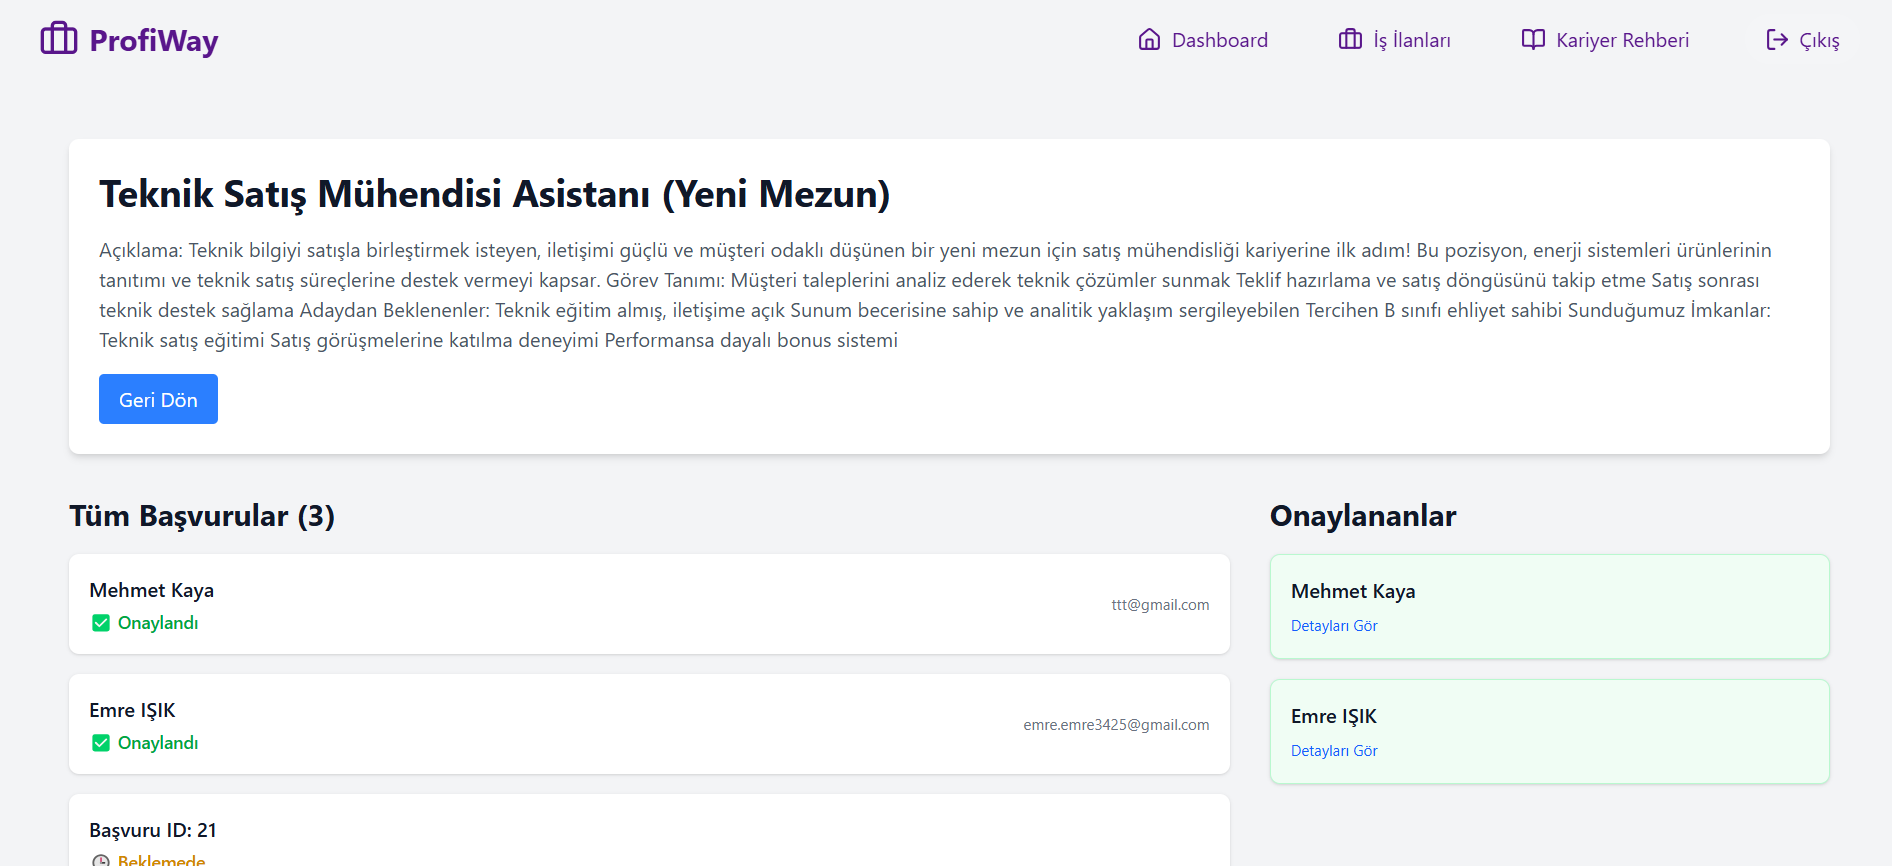 ProfiWay
Dashboard
İş İlanları
Kariyer Rehberi
Çıkış
Teknik Satış Mühendisi Asistanı (Yeni Mezun)
Açıklama: Teknik bilgiyi satışla birleştirmek isteyen, iletişimi güçlü ve müşteri odaklı düşünen bir yeni mezun için satış mühendisliği kariyerine ilk adım! Bu pozisyon, enerji sistemleri ürünlerinin
tanıtımı ve teknik satış süreçlerine destek vermeyi kapsar. Görev Tanımı: Müşteri taleplerini analiz ederek teknik çözümler sunmak Teklif hazırlama ve satış döngüsünü takip etme Satış sonrası
teknik destek sağlama Adaydan Beklenenler: Teknik eğitim almış, iletişime açık Sunum becerisine sahip ve analitik yaklaşım sergileyebilen Tercihen B sınıfı ehliyet sahibi Sunduğumuz İmkanlar:
Teknik satış eğitimi Satış görüşmelerine katılma deneyimi Performansa dayalı bonus sistemi
Geri Dön
Tüm Başvurular (3)
Mehmet Kaya
Onaylandı
ttt@gmail.com
Emre IŞIK
Onaylandı
emre.emre3425@gmail.com
Başvuru ID: 21
Beklemede
Onaylananlar
Mehmet Kaya
Detayları Gör
Emre IŞIK
Detayları Gör